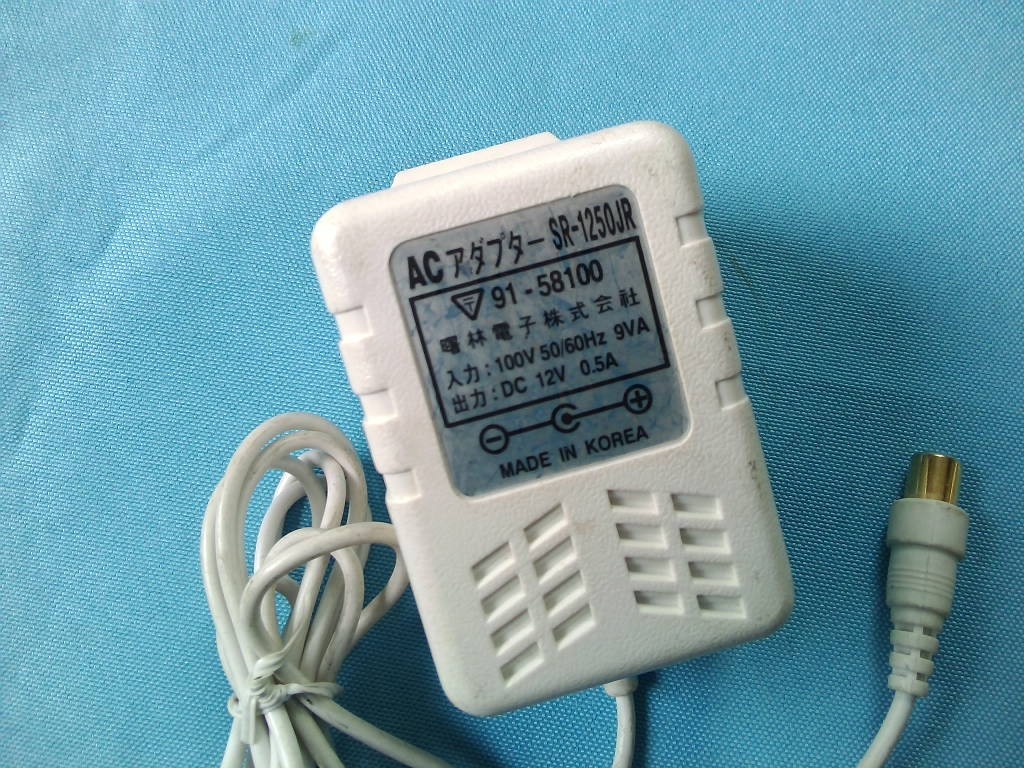 ACアダプター SR-1250JR
〒 91-58100
曙林電子株式会社
入力:100V 50/60Hz 9VA
出力:DC 12V 0.5A
MADE IN KOREA